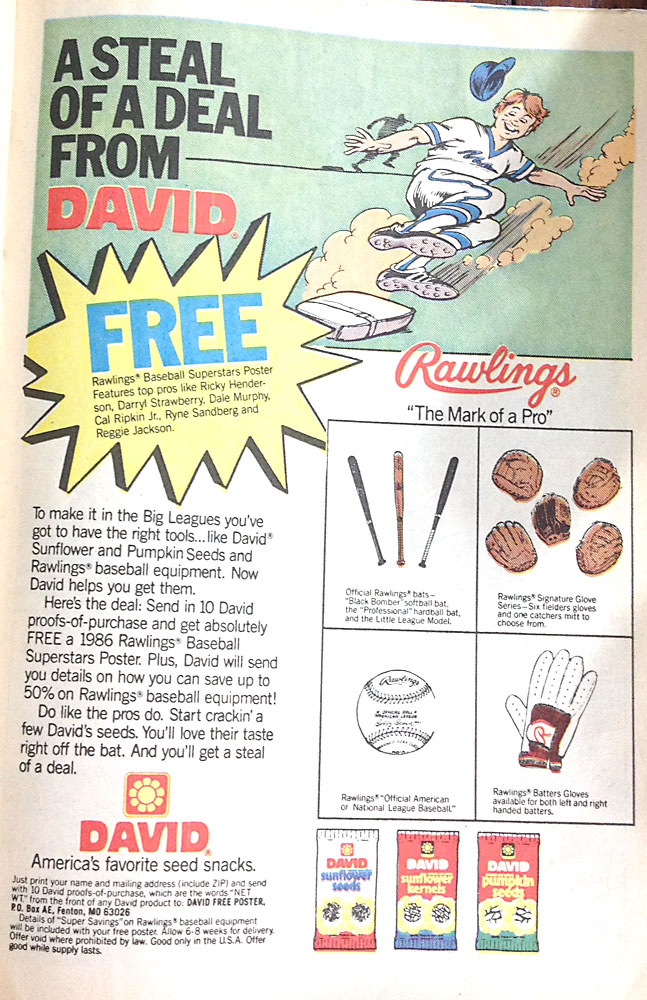 A STEAL
OF A DEAL
FROM
DAVID®
FREE
Rawlings® Baseball Superstars Poster
Features top pros like Ricky Hender-
son, Darryl Strawberry, Dale Murphy,
Cal Ripkin Jr., Ryne Sandberg and
Reggie Jackson.
Rawlings®
"The Mark of a Pro"
To make it in the Big Leagues you've
got to have the right tools...like David®
Sunflower and Pumpkin Seeds and
Rawlings® baseball equipment. Now
David helps you get them.
Here's the deal: Send in 10 David
proofs-of-purchase and get absolutely
FREE a 1986 Rawlings® Baseball
Superstars Poster. Plus, David will send
you details on how you can save up to
50% on Rawlings® baseball equipment!
Do like the pros do. Start crackin' a
few David's seeds. You'll love their taste
right off the bat. And you'll get a steal
of a deal.
Official Rawlings® bats—
"Black Bomber" softball bat,
the "Professional" hardball bat,
and the Little League Model.
Rawlings® Signature Glove
Series—Six fielders gloves
and one catchers mitt to
choose from.
Rawlings
OFFICIAL BALL
AMERICAN LEAGUE
Rawlings® "Official American
or National League Baseball."
R
Rawlings® Batters Gloves
available for both left and right
handed batters.
DAVID®
America's favorite seed snacks.
Just print your name and mailing address (include ZIP) and send
with 10 David proofs-of-purchase, which are the words "NET
WT." from the front of any David product to: DAVID FREE POSTER,
P.O. Box AE, Fenton, MO 63026
Details of "Super Savings" on Rawlings® baseball equipment
will be included with your free poster. Allow 6-8 weeks for delivery.
Offer void where prohibited by law. Good only in the U.S.A. Offer
good while supply lasts.
DAVID
sunflower
seeds
DAVID
sunflower
kernels
DAVID
pumpkin
seeds